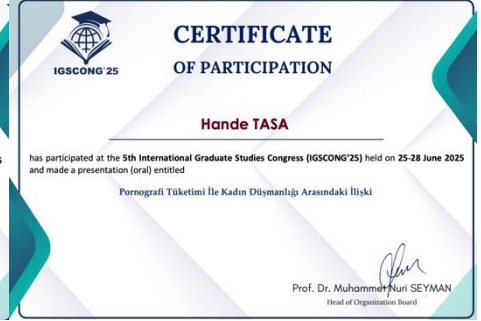 CERTIFICATE
OF PARTICIPATION
IGSCONG'25
Hande TASA
has participated at the 5th International Graduate Studies Congress (IGSCONG'25) held on 25-28 June 2025
and made a presentation (oral) entitled
Pornografi Tüketimi İle Kadın Düşmanlığı Arasındaki İlişki
Prof. Dr. Muhammet Nuri SEYMAN
Head of Organization Board